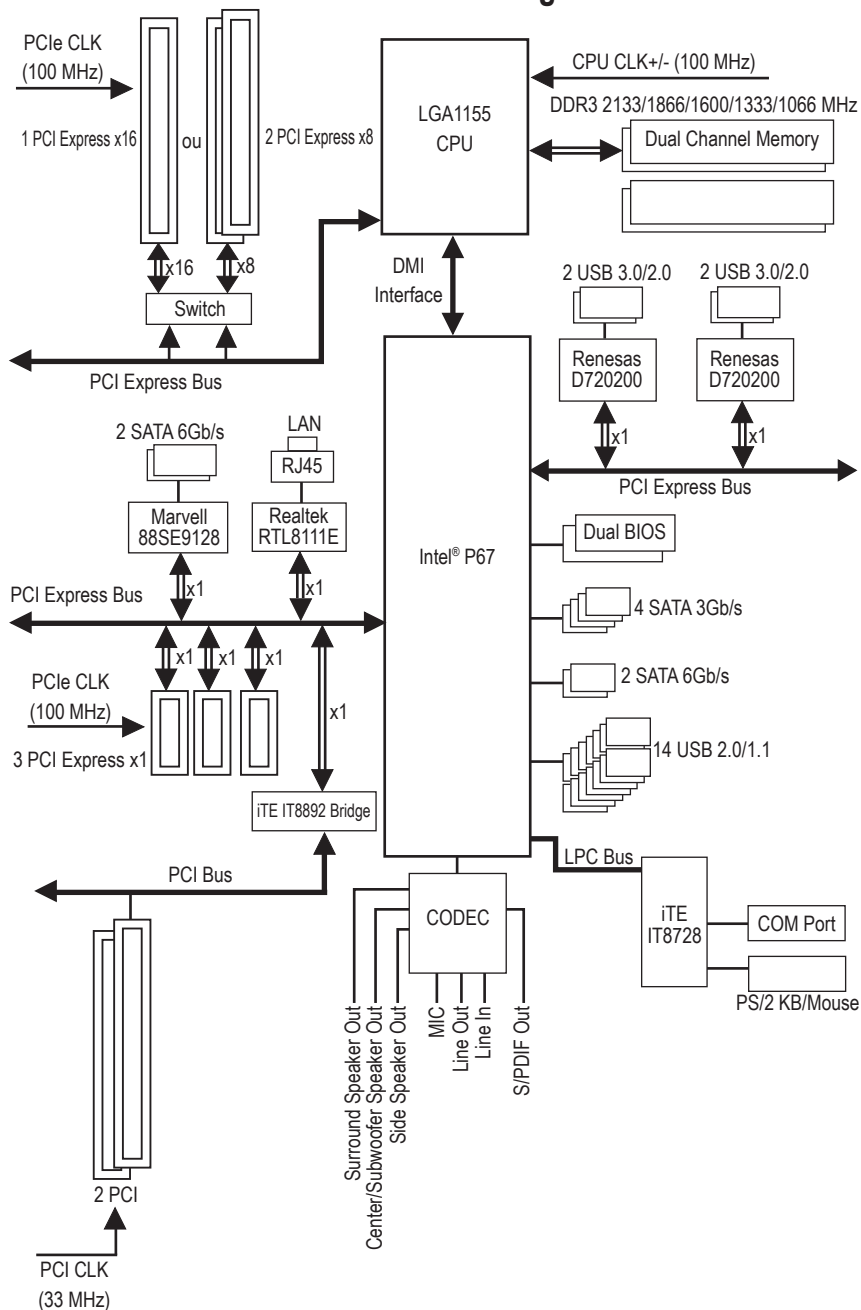 PCIe CLK
(100 MHz)
1 PCI Express x16
ou
2 PCI Express x8
LGA1155
CPU
CPU CLK+/- (100 MHz)
DDR3 2133/1866/1600/1333/1066 MHz
Dual Channel Memory
x16
x8
Switch
PCI Express Bus
DMI
Interface
2 USB 3.0/2.0
2 USB 3.0/2.0
Renesas
D720200
Renesas
D720200
x1
x1
PCI Express Bus
2 SATA 6Gb/s
LAN
RJ45
Marvell
88SE9128
Realtek
RTL8111E
x1
x1
PCI Express Bus
Intel® P67
Dual BIOS
4 SATA 3Gb/s
2 SATA 6Gb/s
14 USB 2.0/1.1
x1
x1
x1
x1
PCIe CLK
(100 MHz)
3 PCI Express x1
iTE IT8892 Bridge
PCI Bus
LPC Bus
iTE
IT8728
COM Port
PS/2 KB/Mouse
CODEC
Surround Speaker Out
Center/Subwoofer Speaker Out
Side Speaker Out
MIC
Line Out
Line In
S/PDIF Out
2 PCI
PCI CLK
(33 MHz)